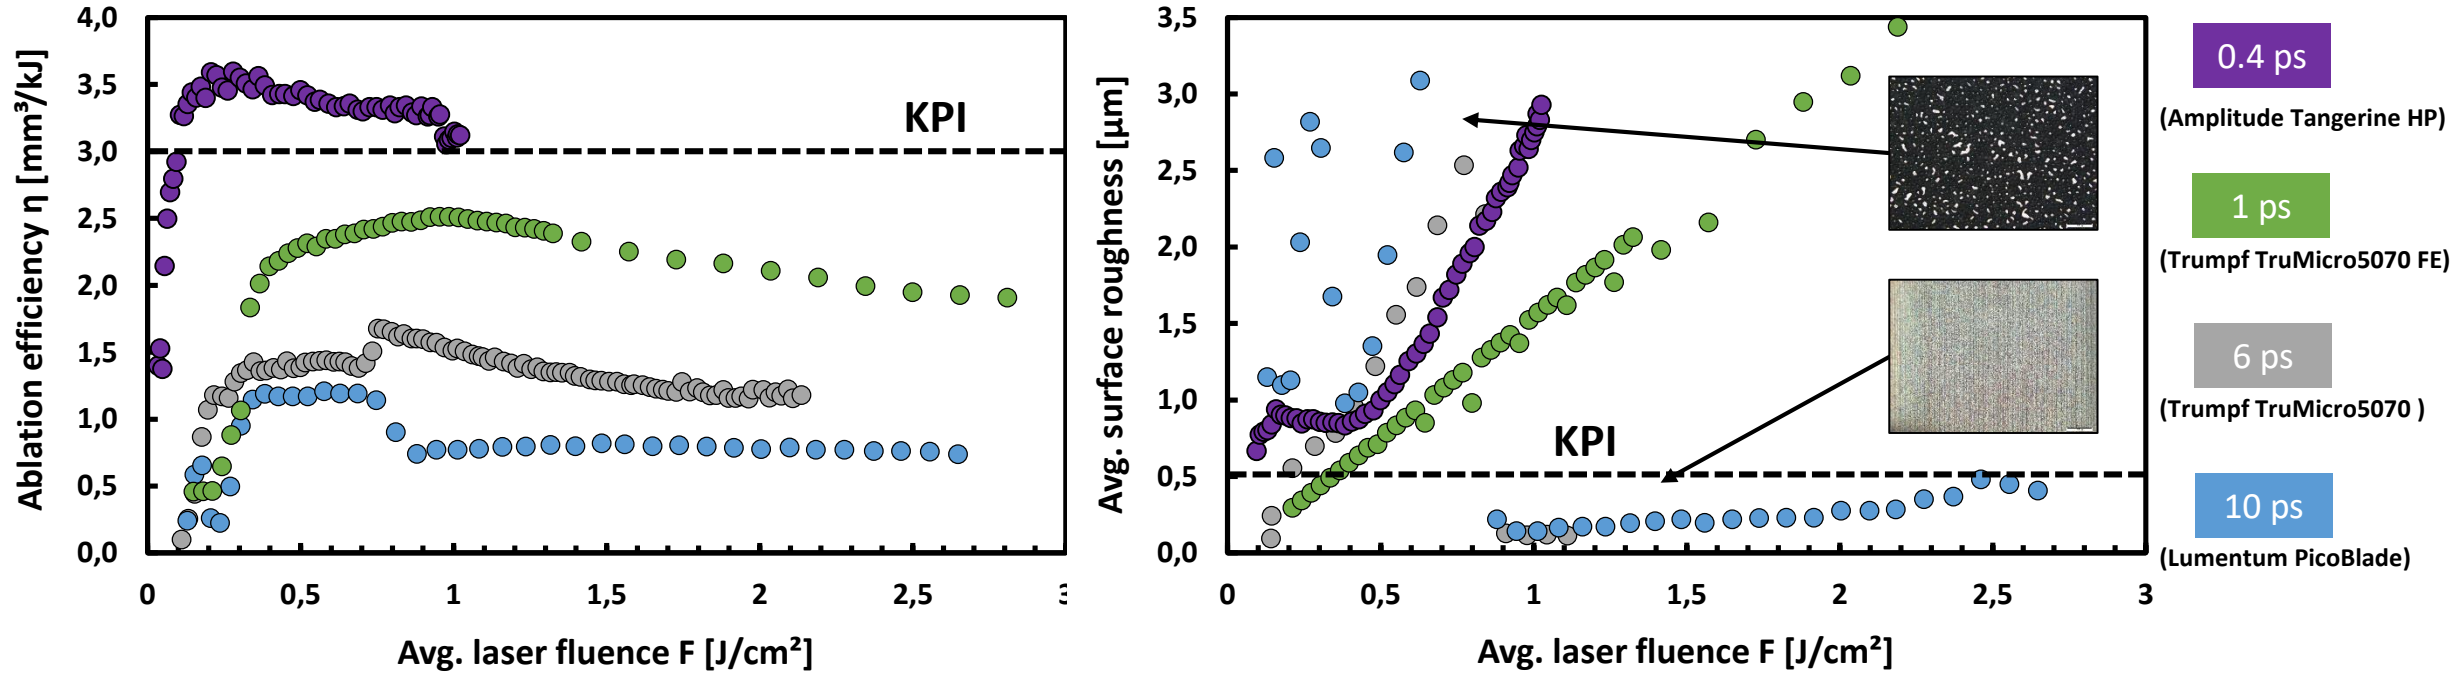 Ablation efficiency η [mm³/kJ]
4,0
3,5
3,0
2,5
2,0
1,5
1,0
0,5
0,0
KPI
0 0,5 1 1,5 2 2,5
Avg. laser fluence F [J/cm²]
Avg. surface roughness [µm]
3,5
3,0
2,5
2,0
1,5
1,0
0,5
0,0
KPI
0 0,5 1 1,5 2 2,5 3
Avg. laser fluence F [J/cm²]
0.4 ps
(Amplitude Tangerine HP)
1 ps
(Trumpf TruMicro5070 FE)
6 ps
(Trumpf TruMicro5070 )
10 ps
(Lumentum PicoBlade)